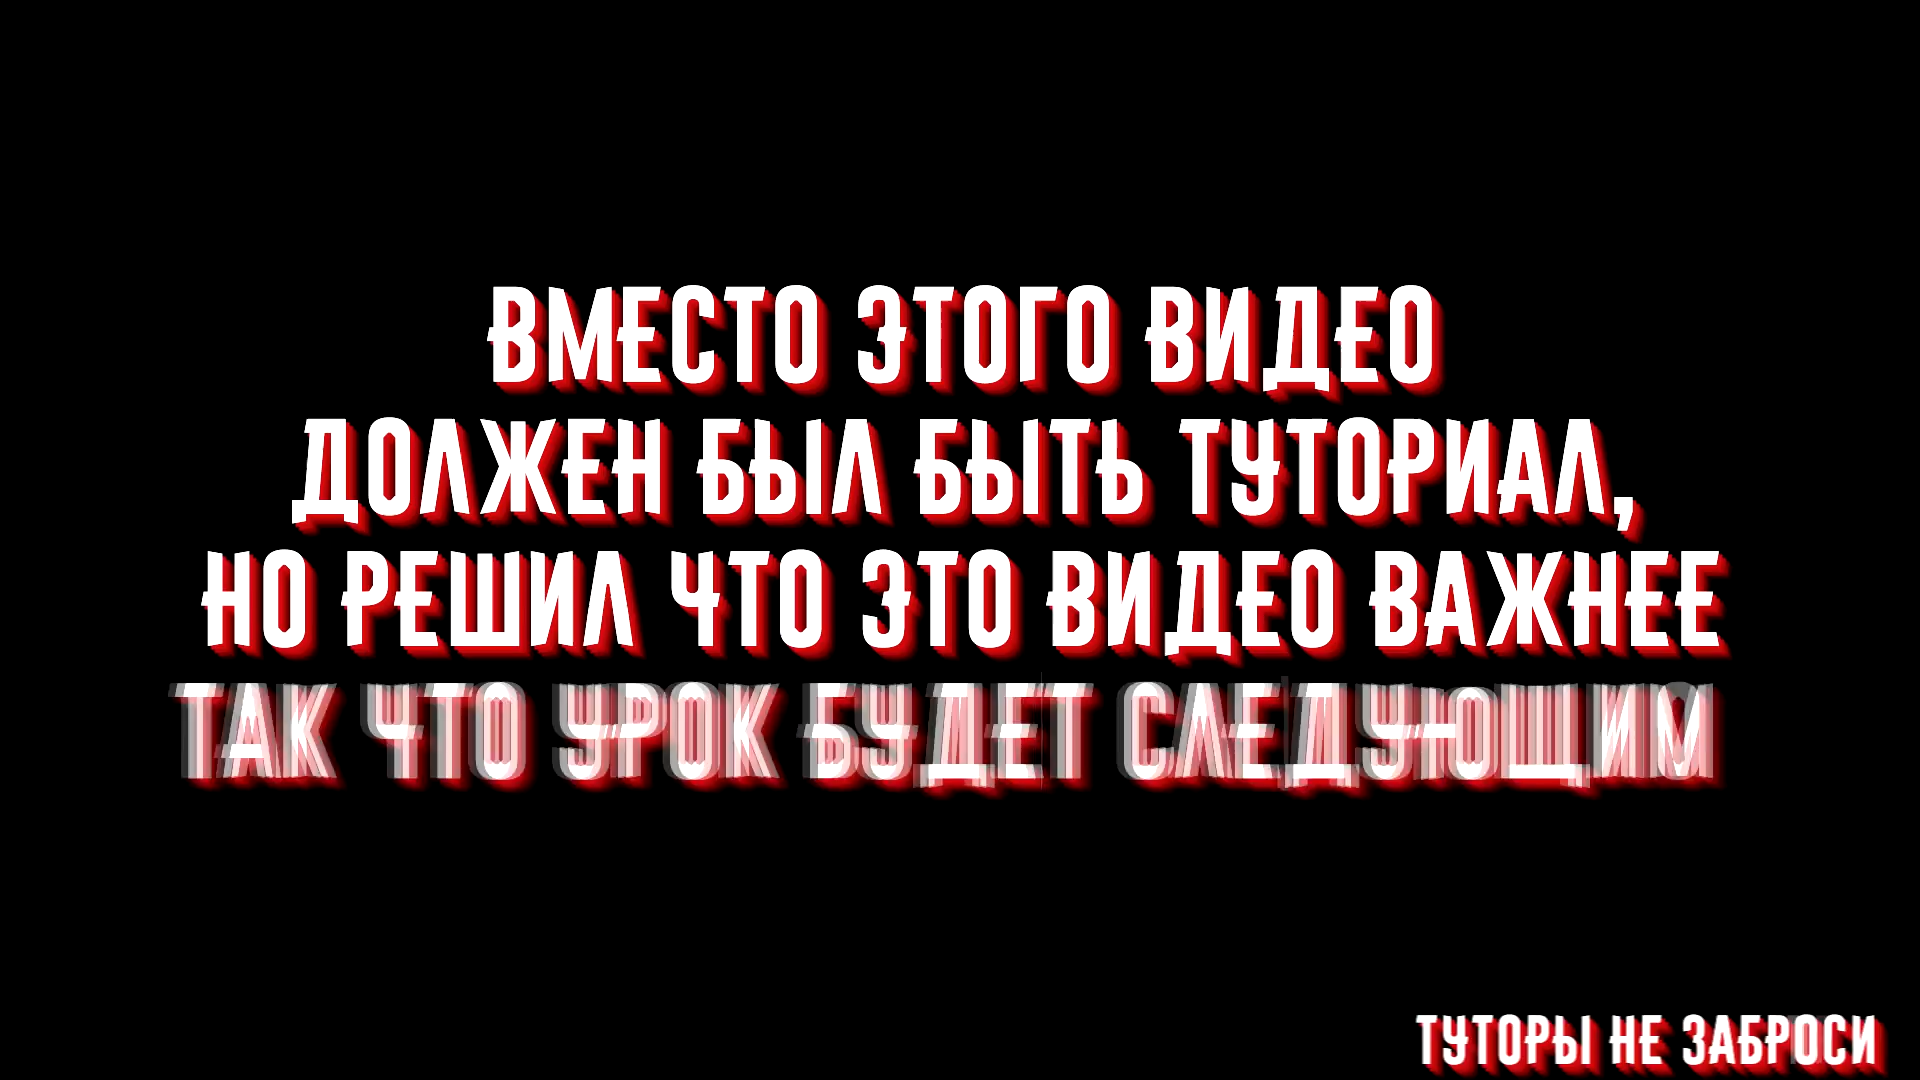 ВМЕСТО ЭТОГО ВИДЕО
ДОЛЖЕН БЫЛ БЫТЬ ТУТОРИАЛ,
НО РЕШИЛ ЧТО ЭТО ВИДЕО ВАЖНЕЕ
ТАК ЧТО УРОК БУДЕТ СЛЕДУЮЩИМ
ТУТОРЫ НЕ ЗАБРОСИ